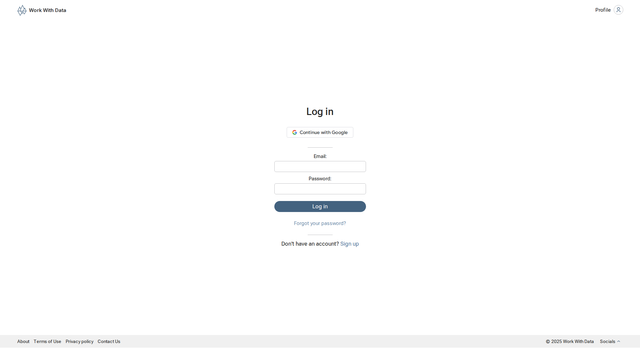 Work With Data
Profile
Log in
Continue with Google
Email:
Password:
Log in
Forgot your password?
Don't have an account? Sign up
About Terms of Use Privacy policy Contact Us
© 2025 Work With Data Socials